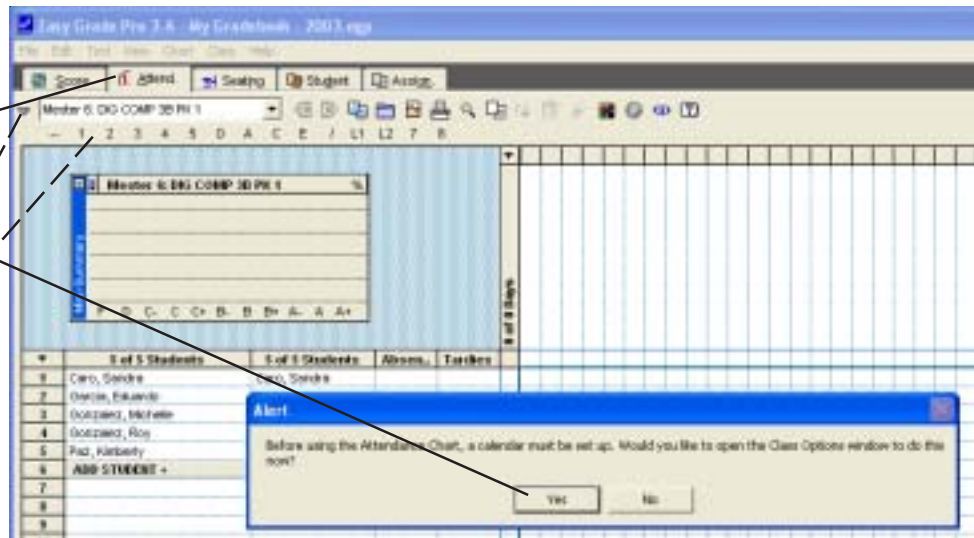 Easy Grade Pro 3.6 - My Gradebook - 2003.egp
File Edit Tool View Chart Class Help
Score Attend. Seating Student Assign.
Mester 6: DIG COMP 3B PR 1
- 1 2 3 4 5 D A C E / L1 L2 7 8
Mester 6: DIG COMP 3B PR 1 %
Mini Summary
F D C- C C+ B- B B+ A- A A+
0 of 0 Days
5 of 5 Students 5 of 5 Students Absen.. Tardies
1 Caro, Sandra Caro, Sandra
2 Garcia, Eduardo
3 Gonzalez, Michelle
4 Gonzalez, Roy
5 Paz, Kimberly
6 ADD STUDENT +
7
8
9
Alert
Before using the Attendance Chart, a calendar must be set up. Would you like to open the Class Options window to do this
now?
Yes No